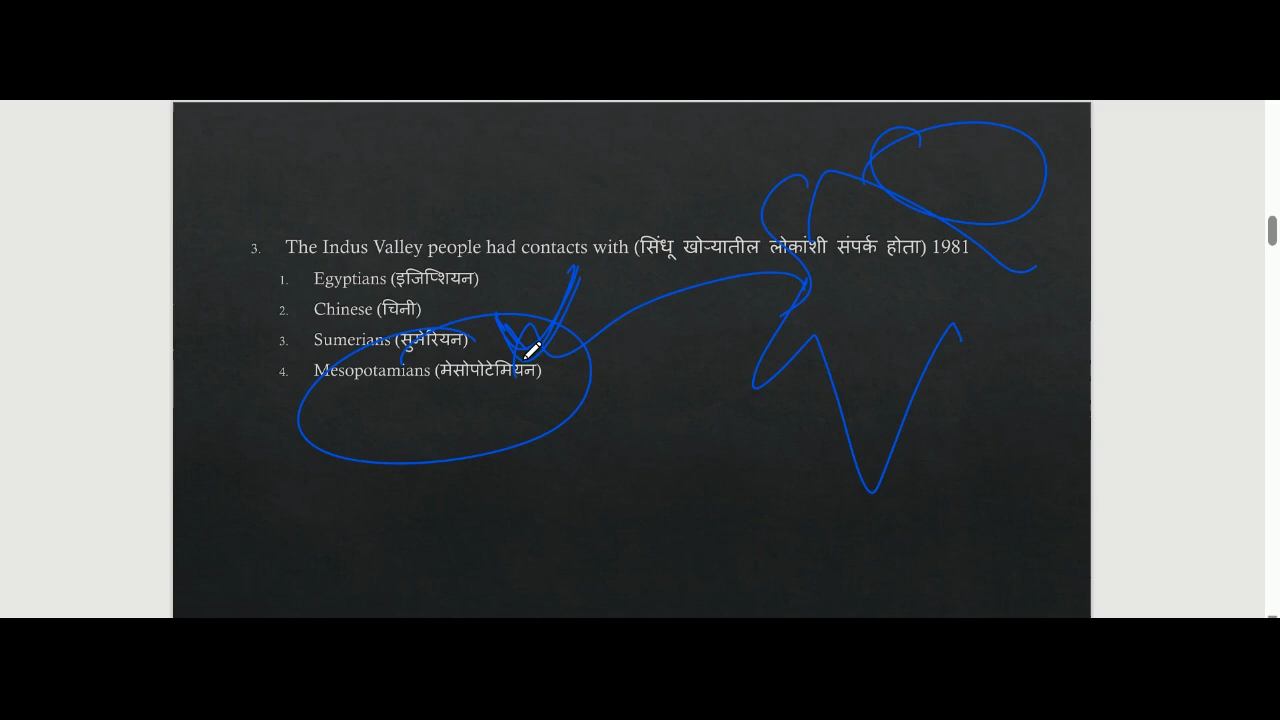 3. The Indus Valley people had contacts with (सिंधू खोऱ्यातील लोकांशी संपर्क होता) 1981
1. Egyptians (इजिप्शियन)
2. Chinese (चिनी)
3. Sumerians (सुमेरियन)
4. Mesopotamians (मेसोपोटेमियन)